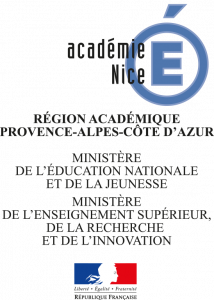 académie
Nice
RÉGION ACADÉMIQUE
PROVENCE-ALPES-CÔTE D'AZUR
MINISTÈRE
DE L'ÉDUCATION NATIONALE
ET DE LA JEUNESSE
MINISTÈRE
DE L'ENSEIGNEMENT SUPÉRIEUR,
DE LA RECHERCHE
ET DE L'INNOVATION
Liberté • Égalité • Fraternité
RÉPUBLIQUE FRANÇAISE